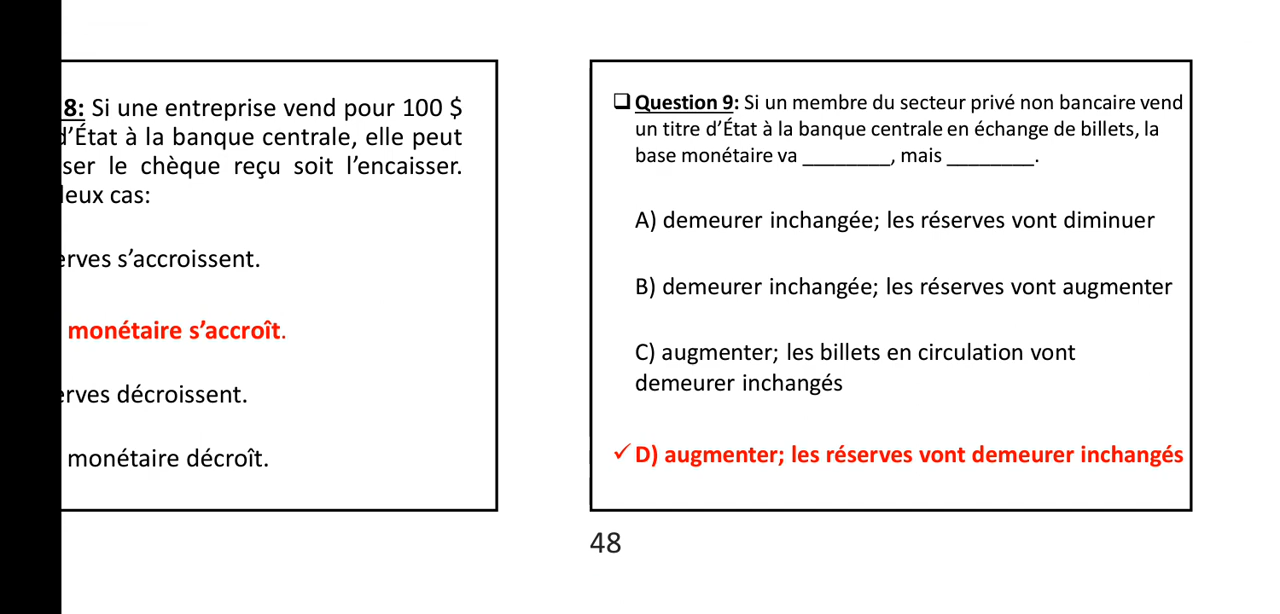 8: Si une entreprise vend pour 100 $
d'État à la banque centrale, elle peut
ser le chèque reçu soit l'encaisser.
deux cas:
erves s'accroissent.
monétaire s'accroît.
erves décroissent.
monétaire décroît.
❑ Question 9: Si un membre du secteur privé non bancaire vend
un titre d'État à la banque centrale en échange de billets, la
base monétaire va ________, mais ________.
A) demeurer inchangée; les réserves vont diminuer
B) demeurer inchangée; les réserves vont augmenter
C) augmenter; les billets en circulation vont
demeurer inchangés
✓ D) augmenter; les réserves vont demeurer inchangés
48